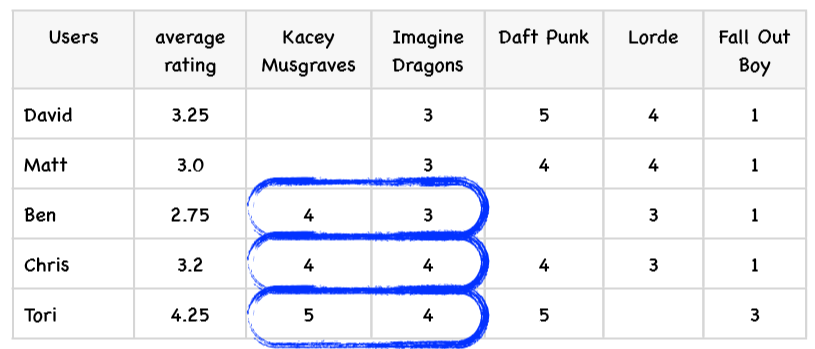 Users average rating Kacey Musgraves Imagine Dragons Daft Punk Lorde Fall Out Boy
David 3.25 3 5 4 1
Matt 3.0 3 4 4 1
Ben 2.75 4 3 3 1
Chris 3.2 4 4 4 3 1
Tori 4.25 5 4 5 3